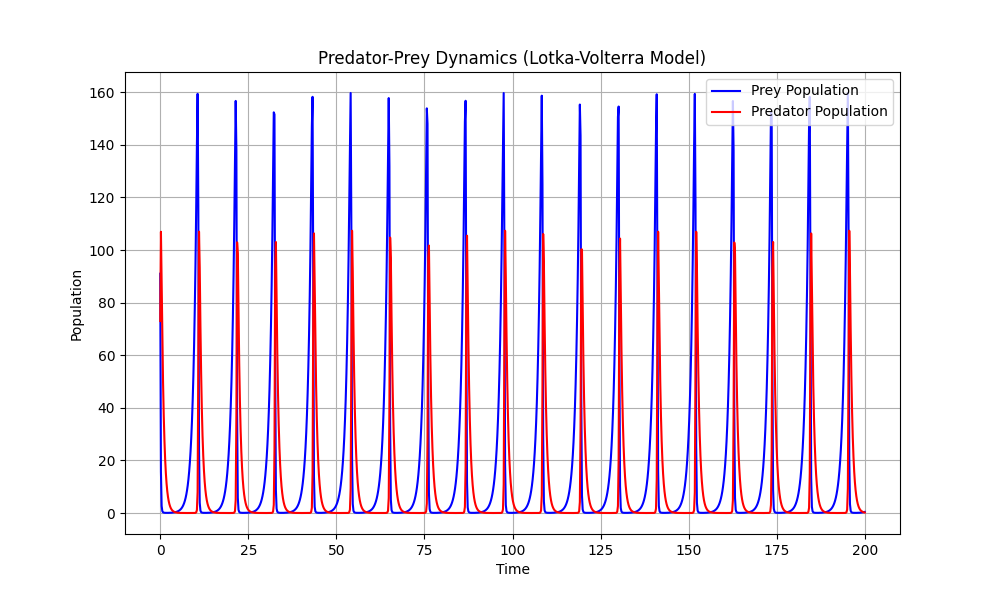 Predator-Prey Dynamics (Lotka-Volterra Model)
Prey Population
Predator Population
160
140
120
100
80
60
40
20
0
Population
0 25 50 75 100 125 150 175 200
Time